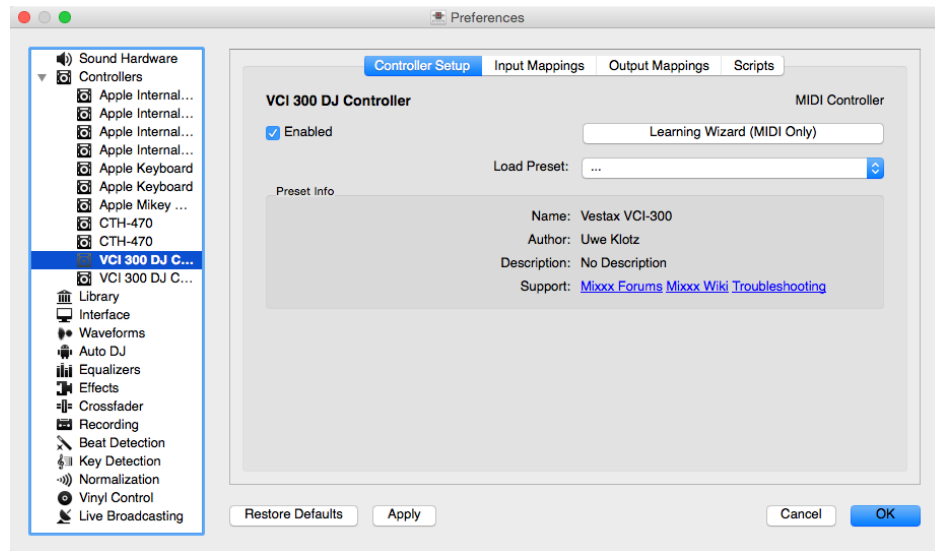 Preferences
Sound Hardware
Controllers
Apple Internal...
Apple Internal...
Apple Internal...
Apple Internal...
Apple Keyboard
Apple Keyboard
Apple Mikey ...
CTH-470
CTH-470
VCI 300 DJ C...
VCI 300 DJ C...
Library
Interface
Waveforms
Auto DJ
Equalizers
Effects
Crossfader
Recording
Beat Detection
Key Detection
Normalization
Vinyl Control
Live Broadcasting
Controller Setup Input Mappings Output Mappings Scripts
VCI 300 DJ Controller MIDI Controller
Enabled Learning Wizard (MIDI Only)
Load Preset: ...
Preset Info
Name: Vestax VCI-300
Author: Uwe Klotz
Description: No Description
Support: Mixxx Forums Mixxx Wiki Troubleshooting
Restore Defaults Apply Cancel OK